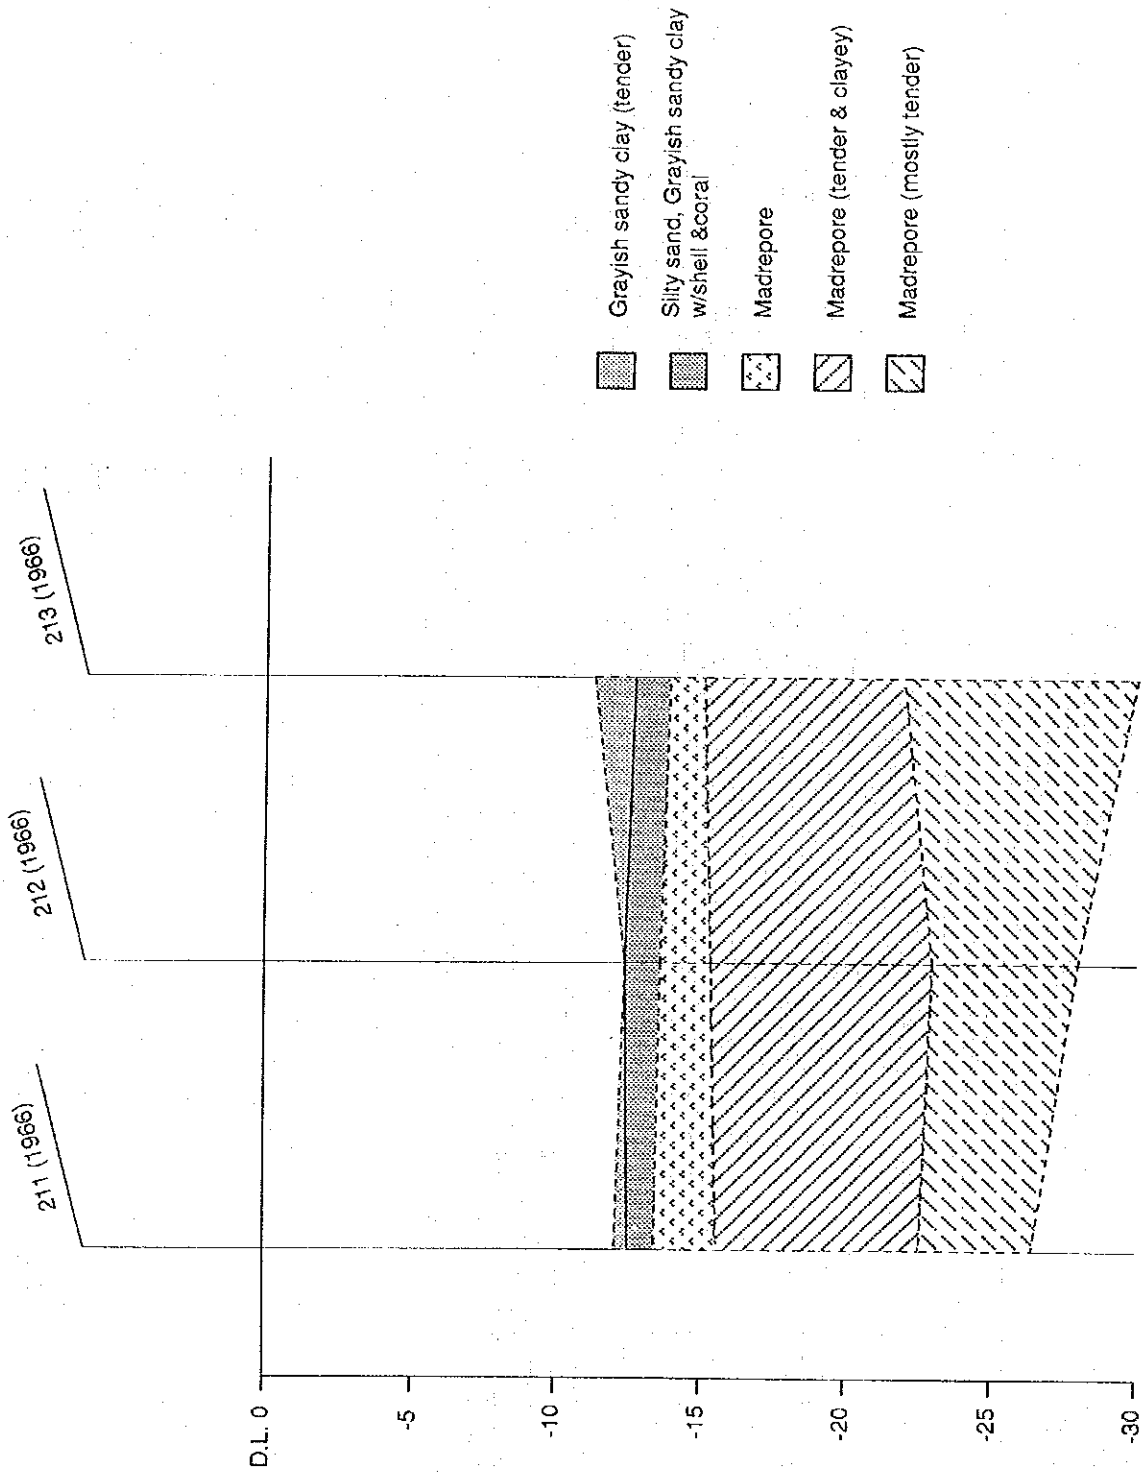 211 (1966)
212 (1966)
213 (1966)
D.L. 0
-5
-10
-15
-20
-25
-30
Grayish sandy clay (tender)
Silty sand, Grayish sandy clay
w/shell &coral
Madrepore
Madrepore (tender & clayey)
Madrepore (mostly tender)